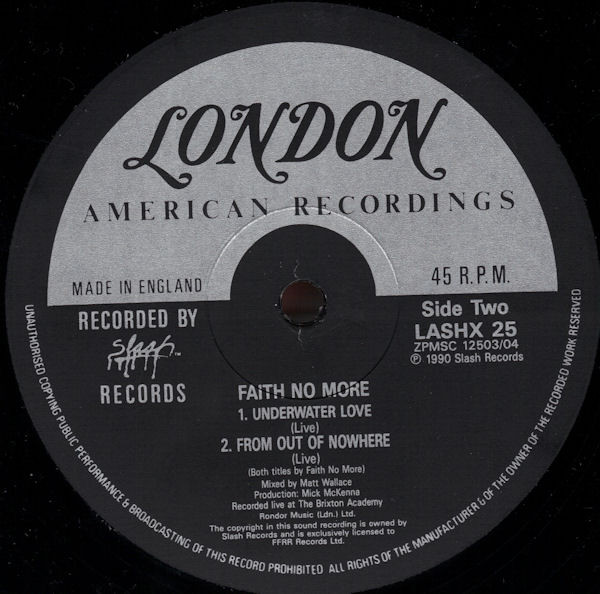 LONDON
AMERICAN RECORDINGS
MADE IN ENGLAND
45 R.P.M.
RECORDED BY
Slash™
RECORDS
Side Two
LASHX 25
ZPMSC 12503/04
℗ 1990 Slash Records
FAITH NO MORE
1. UNDERWATER LOVE
(Live)
2. FROM OUT OF NOWHERE
(Live)
(Both titles by Faith No More)
Mixed by Matt Wallace
Production: Mick McKenna
Recorded live at The Brixton Academy
Rondor Music (Ldn.) Ltd.
The copyright in this sound recording is owned by
Slash Records and is exclusively licensed to
FFRR Records Ltd.
UNAUTHORISED COPYING PUBLIC PERFORMANCE & BROADCASTING OF THIS RECORD PROHIBITED ALL RIGHTS OF THE MANUFACTURER & OF THE OWNER OF THE RECORDED WORK RESERVED